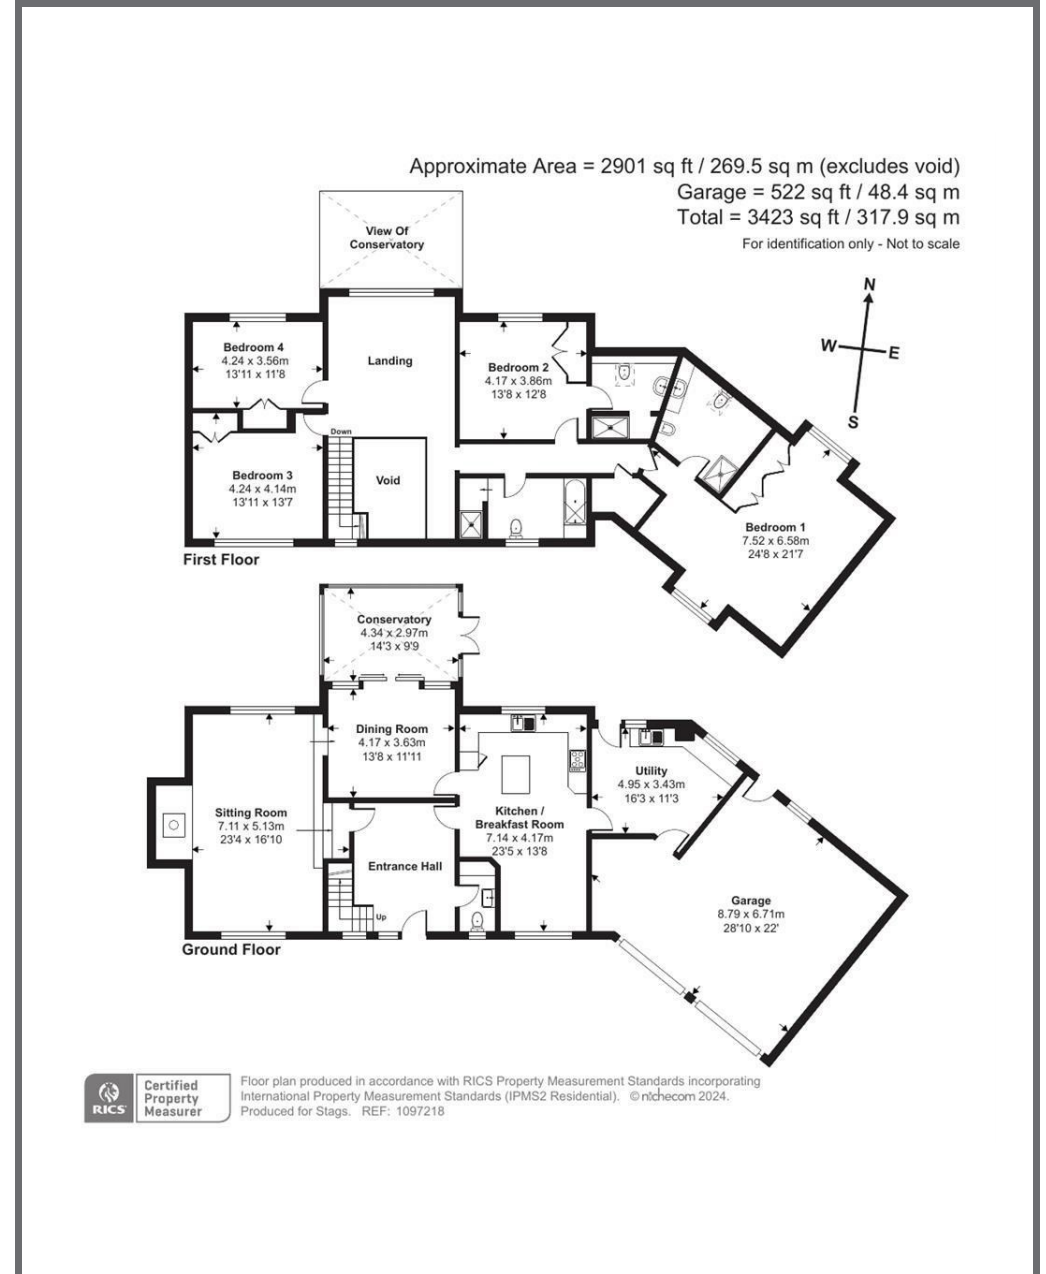 Approximate Area = 2901 sq ft / 269.5 sq m (excludes void)
Garage = 522 sq ft / 48.4 sq m
Total = 3423 sq ft / 317.9 sq m
For identification only - Not to scale
View Of
Conservatory
N
W
E
S
Bedroom 4
4.24 x 3.56m
13'11 x 11'8
Landing
Bedroom 2
4.17 x 3.86m
13'8 x 12'8
Down
Void
Bedroom 3
4.24 x 4.14m
13'11 x 13'7
Bedroom 1
7.52 x 6.58m
24'8 x 21'7
First Floor
Conservatory
4.34 x 2.97m
14'3 x 9'9
Dining Room
4.17 x 3.63m
13'8 x 11'11
Utility
4.95 x 3.43m
16'3 x 11'3
Sitting Room
7.11 x 5.13m
23'4 x 16'10
Kitchen /
Breakfast Room
7.14 x 4.17m
23'5 x 13'8
Entrance Hall
Up
Garage
8.79 x 6.71m
28'10 x 22'
Ground Floor
RICS
Certified
Property
Measurer
Floor plan produced in accordance with RICS Property Measurement Standards incorporating
International Property Measurement Standards (IPMS2 Residential). © nichecom 2024.
Produced for Stags. REF: 1097218